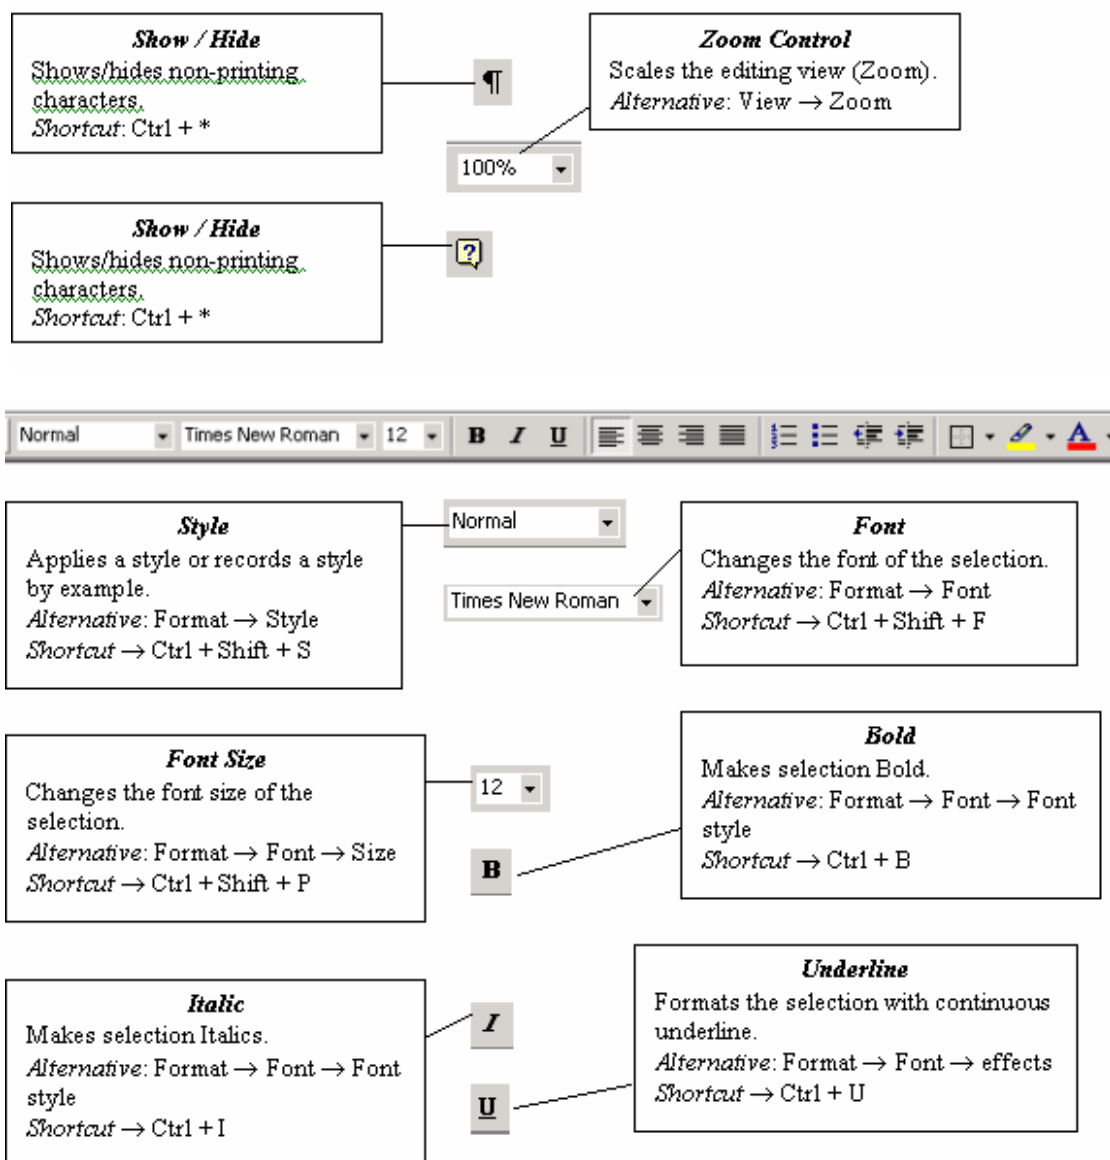 Show / Hide
Shows/hides non-printing
characters.
Shortcut: Ctrl + *
¶
Zoom Control
Scales the editing view (Zoom).
Alternative: View → Zoom
100%
Show / Hide
Shows/hides non-printing
characters.
Shortcut: Ctrl + *
?
Normal Times New Roman 12 B I U A
Style
Applies a style or records a style
by example.
Alternative: Format → Style
Shortcut → Ctrl + Shift + S
Normal
Times New Roman
Font
Changes the font of the selection.
Alternative: Format → Font
Shortcut → Ctrl + Shift + F
Font Size
Changes the font size of the
selection.
Alternative: Format → Font → Size
Shortcut → Ctrl + Shift + P
12
B
Bold
Makes selection Bold.
Alternative: Format → Font → Font
style
Shortcut → Ctrl + B
Italic
Makes selection Italics.
Alternative: Format → Font → Font
style
Shortcut → Ctrl + I
I
U
Underline
Formats the selection with continuous
underline.
Alternative: Format → Font → effects
Shortcut → Ctrl + U